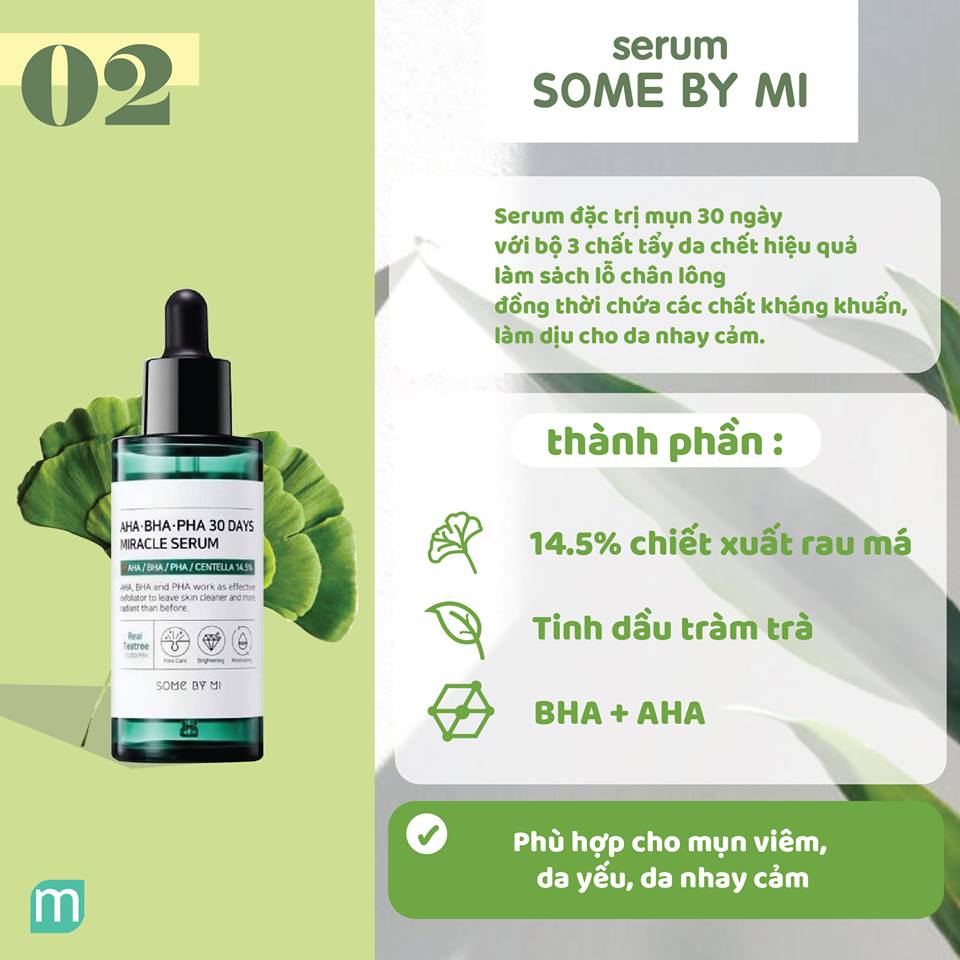 02
serum
SOME BY MI
Serum đặc trị mụn 30 ngày
với bộ 3 chất tẩy da chết hiệu quả
làm sạch lỗ chân lông
đồng thời chứa các chất kháng khuẩn,
làm dịu cho da nhạy cảm.
thành phần :
14.5% chiết xuất rau má
Tinh dầu tràm trà
BHA + AHA
Phù hợp cho mụn viêm,
da yếu, da nhạy cảm
AHA·BHA·PHA 30 DAYS
MIRACLE SERUM
AHA / BHA / PHA / CENTELLA 14.5%
AHA, BHA and PHA work as effective
exfoliator to leave skin cleaner and more
radiant than before.
Real
Teatree
Pore Care Brightening
SOME BY MI
m